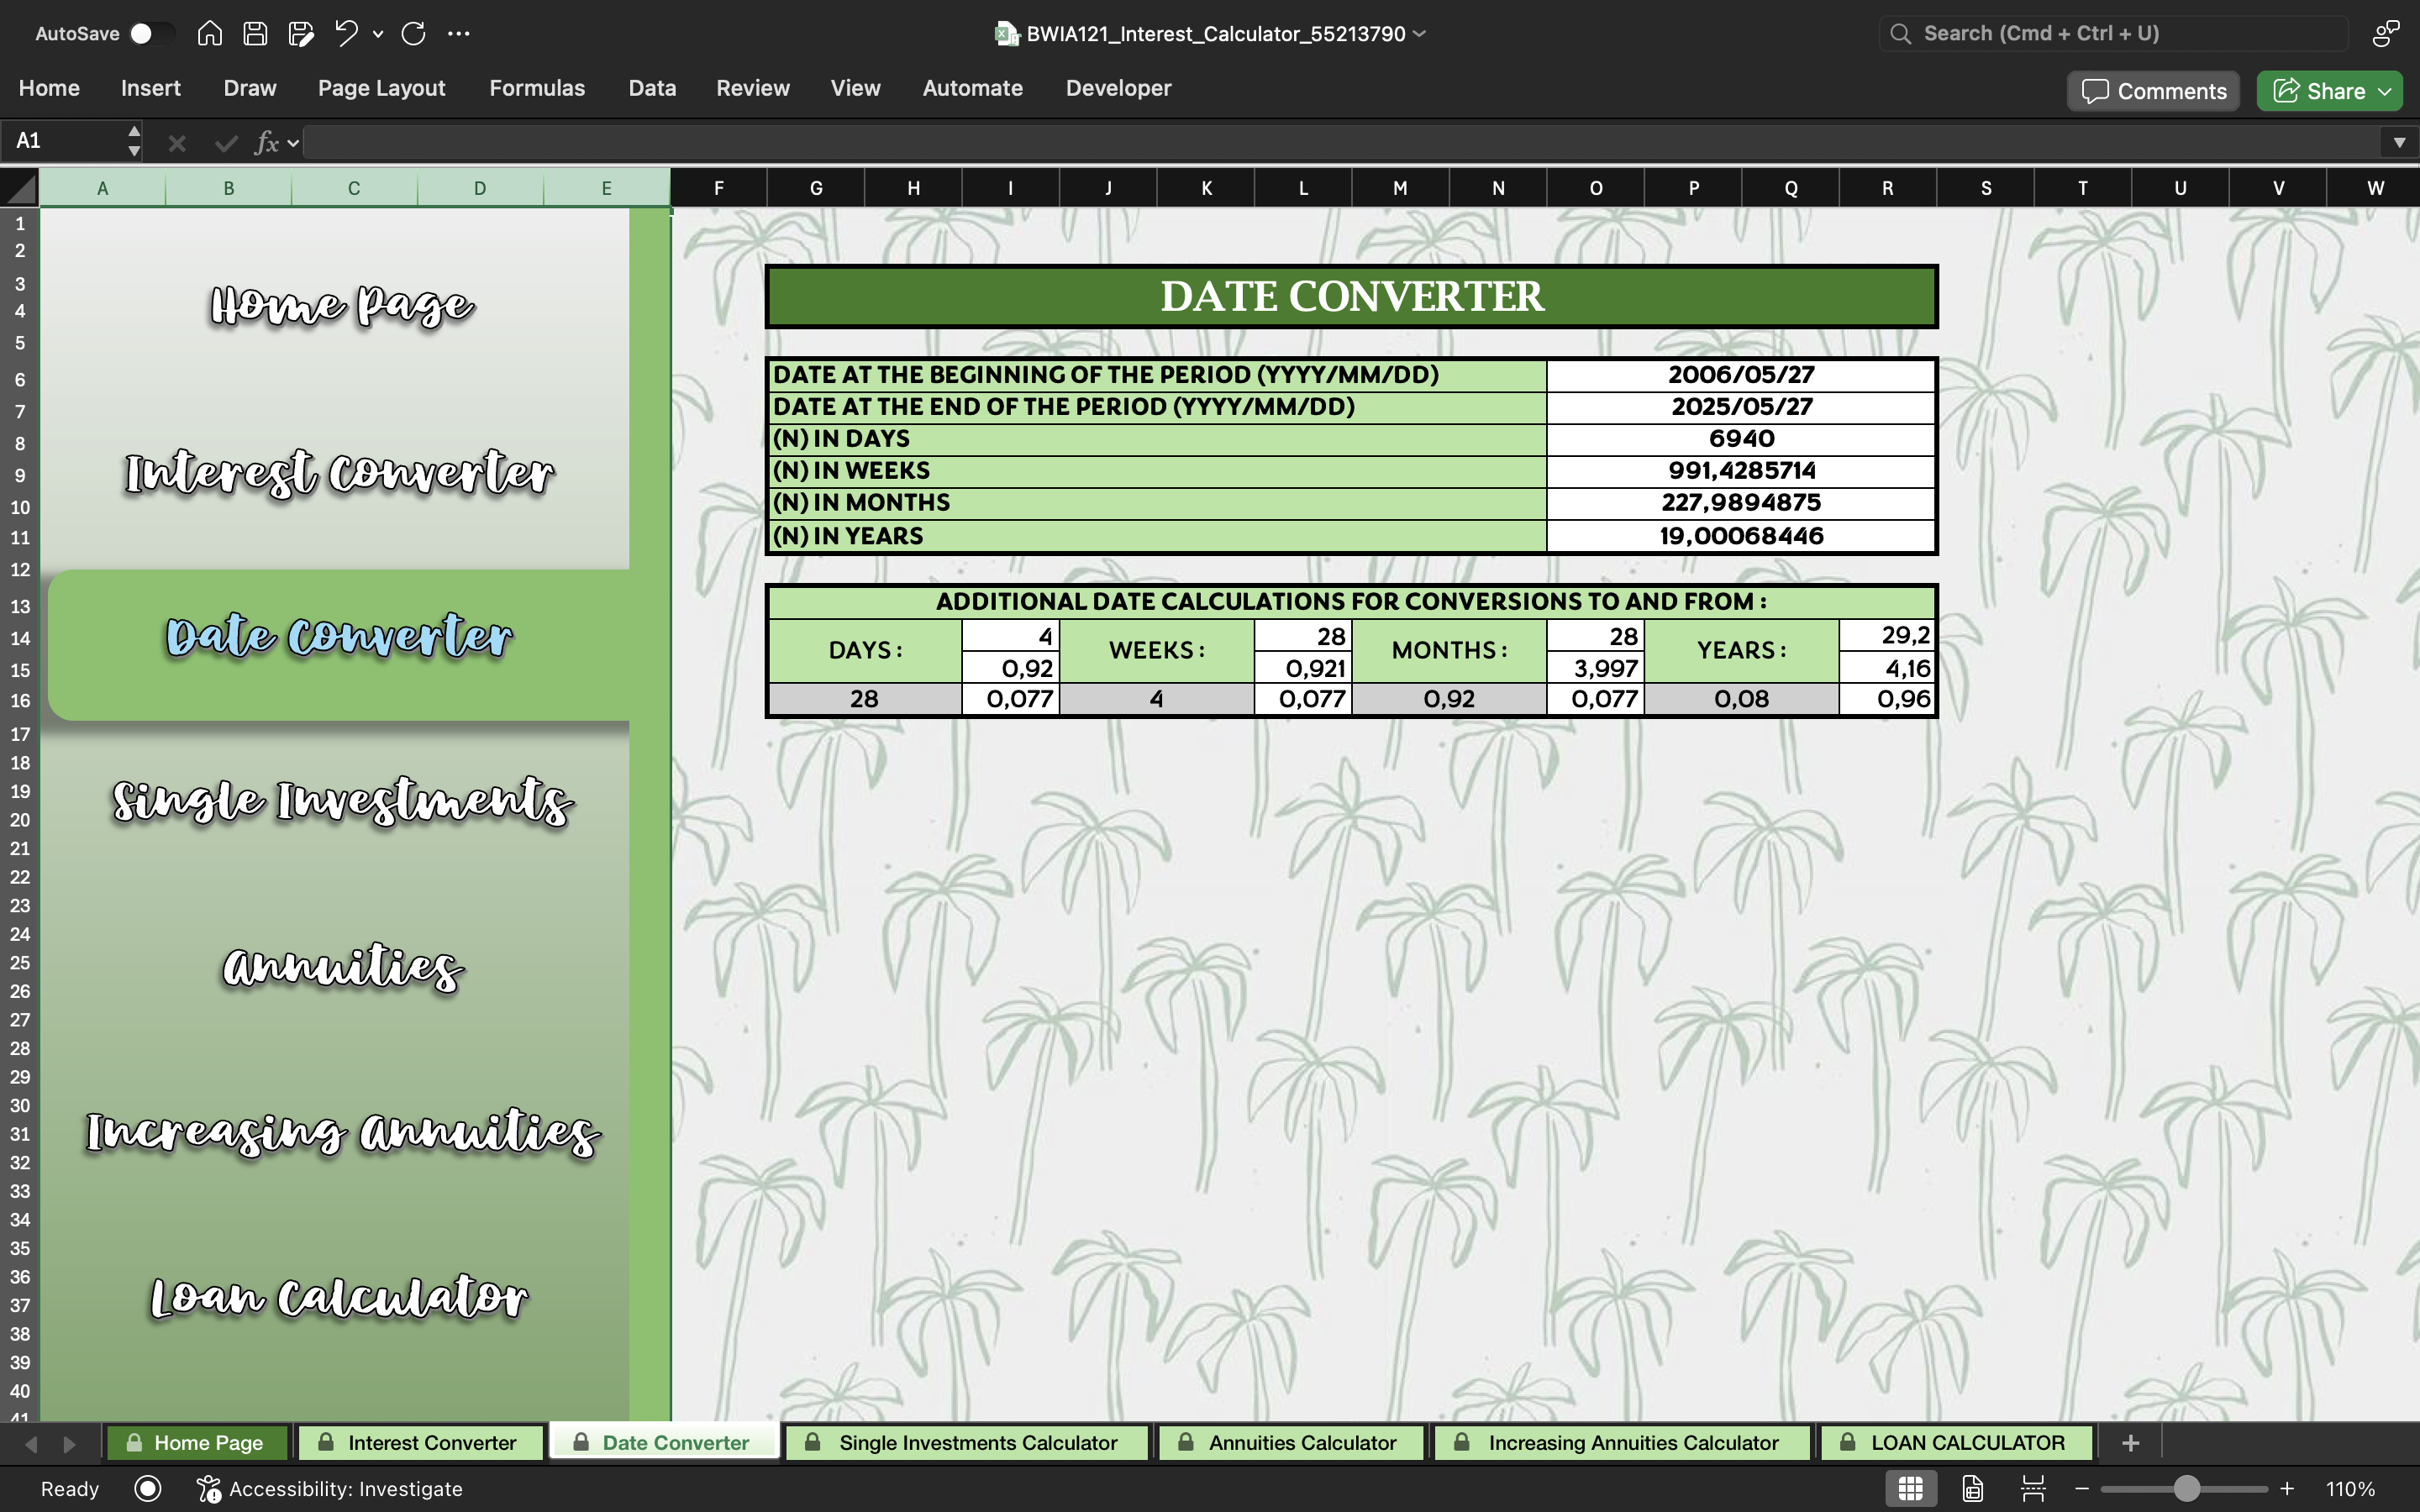 AutoSave
BWIA121_Interest_Calculator_55213790
Search (Cmd + Ctrl + U)
Home Insert Draw Page Layout Formulas Data Review View Automate Developer
Comments Share
A1 fx
A B C D E F G H I J K L M N O P Q R S T U V W
1
2
3
4
5
6
7
8
9
10
11
12
13
14
15
16
17
18
19
20
21
22
23
24
25
26
27
28
29
30
31
32
33
34
35
36
37
38
39
40
41
Home Page
Interest Converter
Date Converter
Single Investments
Annuities
Increasing Annuities
Loan Calculator
DATE CONVERTER
DATE AT THE BEGINNING OF THE PERIOD (YYYY/MM/DD) 2006/05/27
DATE AT THE END OF THE PERIOD (YYYY/MM/DD) 2025/05/27
(N) IN DAYS 6940
(N) IN WEEKS 991,4285714
(N) IN MONTHS 227,9894875
(N) IN YEARS 19,00068446
ADDITIONAL DATE CALCULATIONS FOR CONVERSIONS TO AND FROM :
DAYS : 4 WEEKS : 28 MONTHS : 28 YEARS : 29,2
0,92 0,921 3,997 4,16
28 0,077 4 0,077 0,92 0,077 0,08 0,96
Home Page Interest Converter Date Converter Single Investments Calculator Annuities Calculator Increasing Annuities Calculator LOAN CALCULATOR
Ready Accessibility: Investigate 110%